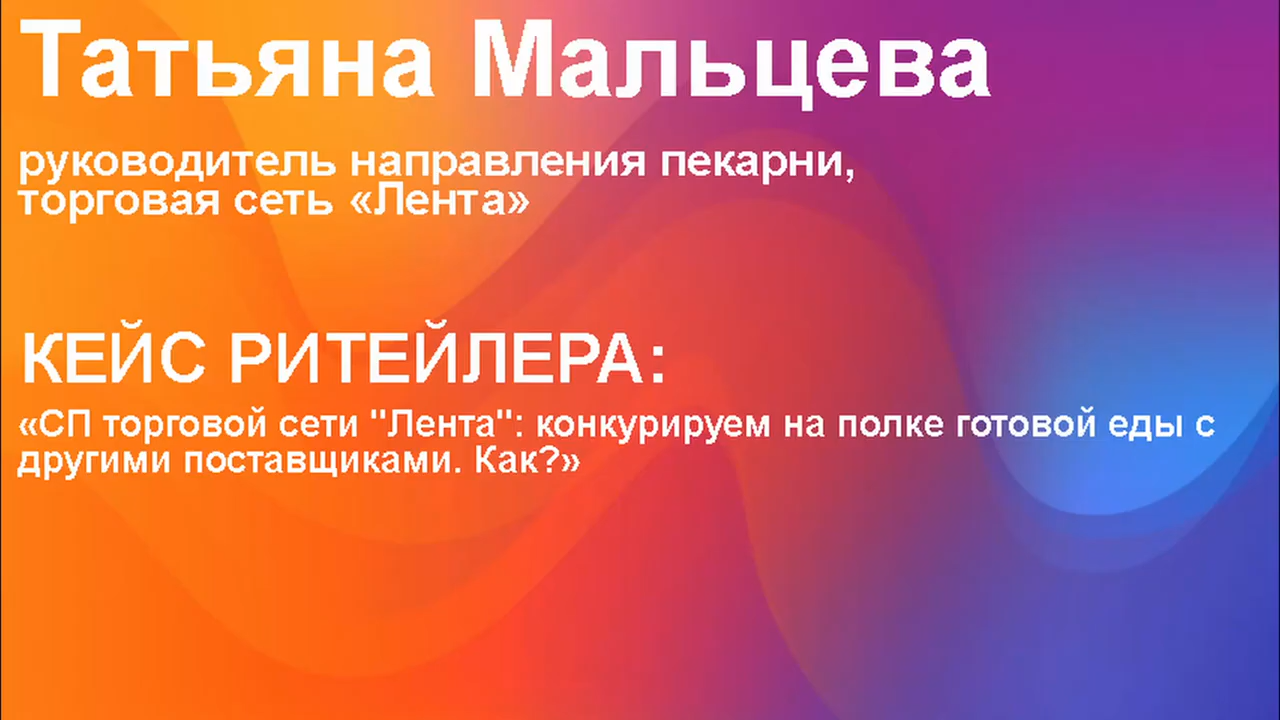 Татьяна Мальцева
руководитель направления пекарни,
торговая сеть «Лента»
КЕЙС РИТЕЙЛЕРА:
«СП торговой сети "Лента": конкурируем на полке готовой еды с
другими поставщиками. Как?»